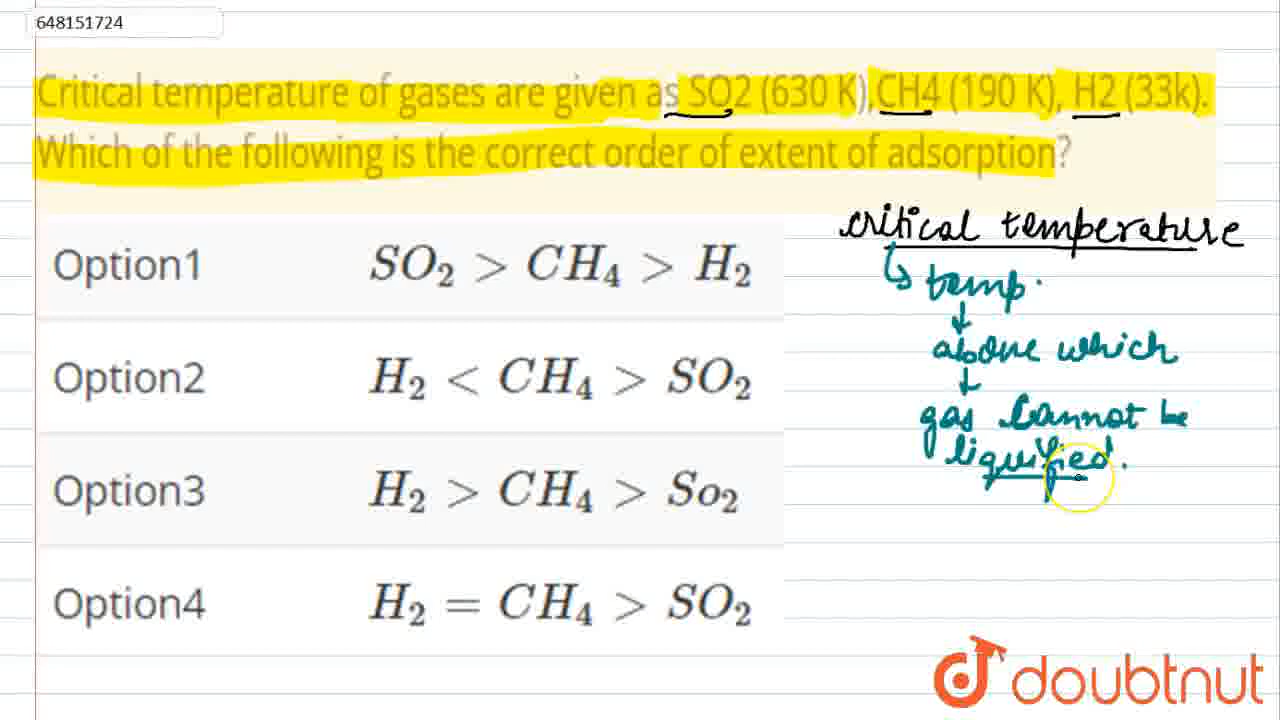 648151724
Critical temperature of gases are given as SO2 (630 K),CH4 (190 K), H2 (33k).
Which of the following is the correct order of extent of adsorption?
critical temperature
temp.
above which
gas cannot be
liquified.
Option1 SO₂ > CH₄ > H₂
Option2 H₂ < CH₄ > SO₂
Option3 H₂ > CH₄ > So₂
Option4 H₂ = CH₄ > SO₂
doubtnut